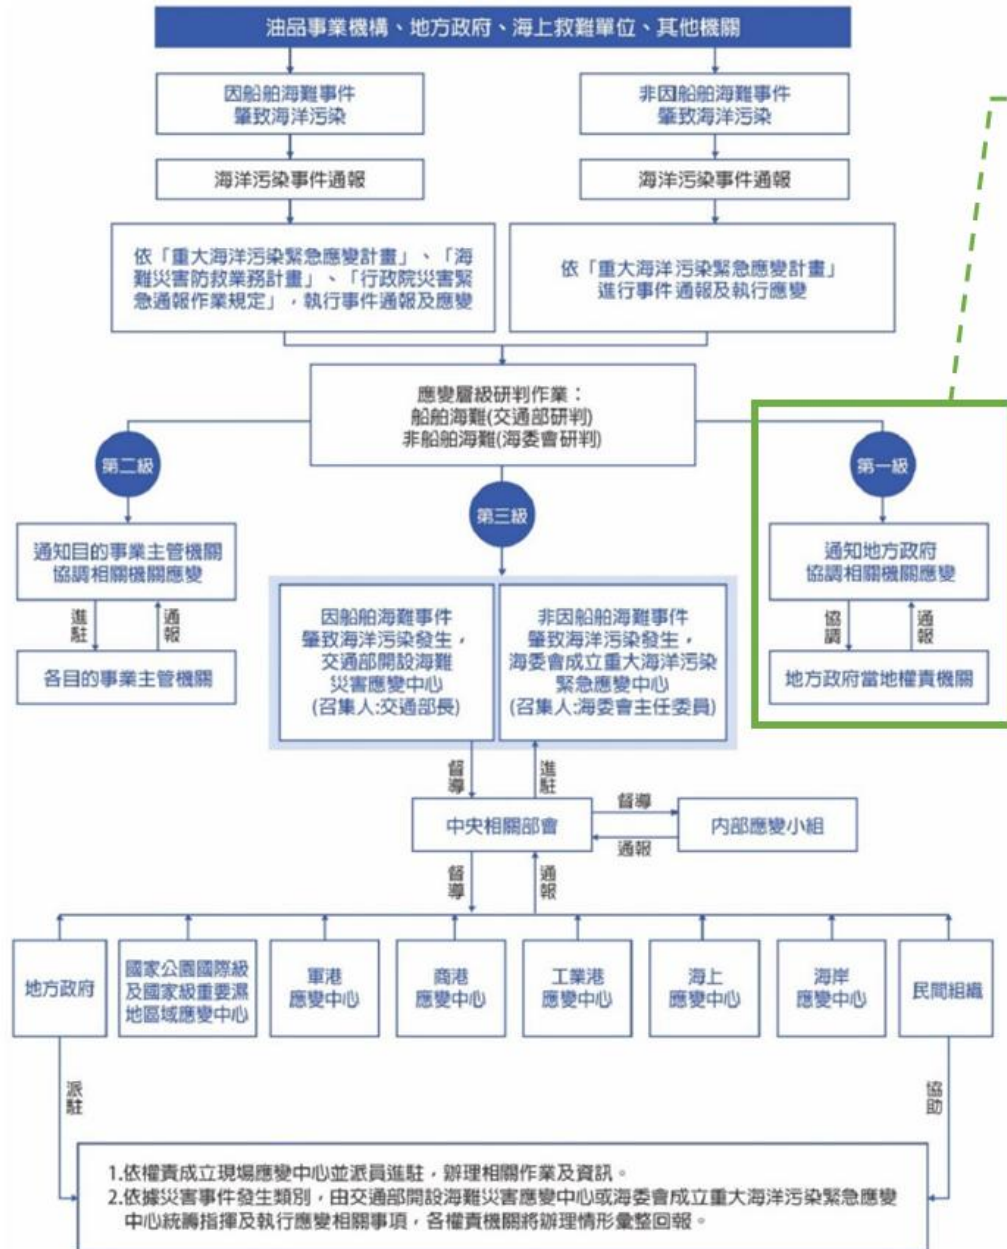 油品事業機構、地方政府、海上救難單位、其他機關
因船舶海難事件
肇致海洋污染
非因船舶海難事件
肇致海洋污染
海洋污染事件通報
海洋污染事件通報
依「重大海洋污染緊急應變計畫」、「海
難災害防救業務計畫」、「行政院災害緊
急通報作業規定」，執行事件通報及應變
依「重大海洋污染緊急應變計畫」
進行事件通報及執行應變
應變層級研判作業：
船舶海難(交通部研判)
非船舶海難(海委會研判)
第二級
第三級
第一級
通知目的事業主管機關
協調相關機關應變
進駐
通報
各目的事業主管機關
因船舶海難事件
肇致海洋污染發生，
交通部開設海難
災害應變中心
(召集人:交通部長)
非因船舶海難事件
肇致海洋污染發生，
海委會成立重大海洋污染
緊急應變中心
(召集人:海委會主任委員)
通知地方政府
協調相關機關應變
協調
通報
地方政府當地權責機關
督導
進駐
中央相關部會
督導
通報
內部應變小組
督導
通報
地方政府
國家公園國際級
及國家級重要濕
地區域應變中心
軍港
應變中心
商港
應變中心
工業港
應變中心
海上
應變中心
海岸
應變中心
民間組織
派駐
協助
1.依權責成立現場應變中心並派員進駐，辦理相關作業及資訊。
2.依據災害事件發生類別，由交通部開設海難災害應變中心或海委會成立重大海洋污染緊急應變
中心統籌指揮及執行應變相關事項，各權責機關將辦理情形彙整回報。